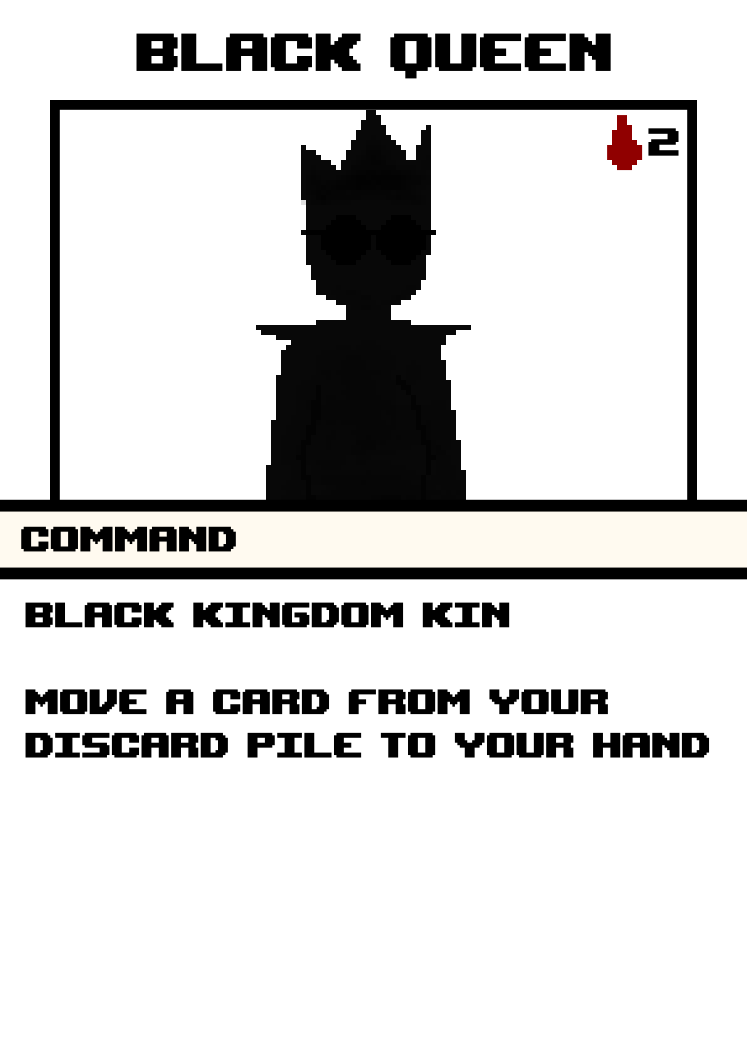 BLACK QUEEN
2
COMMAND
BLACK KINGDOM KIN
MOVE A CARD FROM YOUR
DISCARD PILE TO YOUR HAND